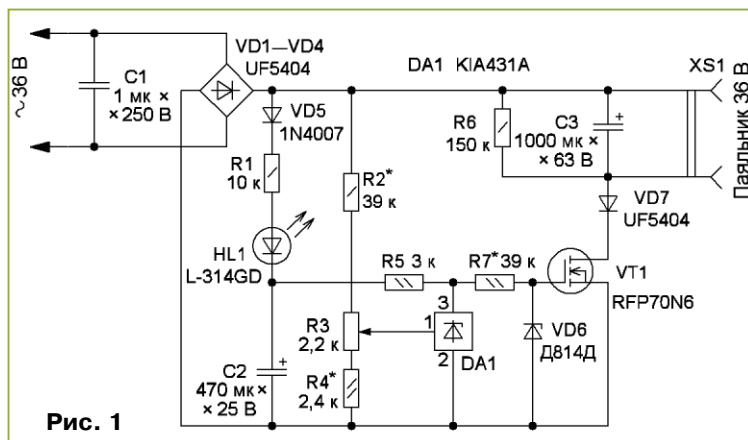 ~36 В
C1
1 мк ×
× 250 В
VD1—VD4
UF5404
DA1 KIA431A
XS1
Паяльник 36 В
VD5
1N4007
R1
10 к
R2*
39 к
R6
150 к
C3
+
1000 мк ×
× 63 В
VD7
UF5404
HL1
L-314GD
R5 3 к
R7* 39 к
VT1
RFP70N6
R3
2,2 к
3
1
2
DA1
VD6
Д814Д
C2
+
470 мк ×
× 25 В
R4*
2,4 к
Рис. 1